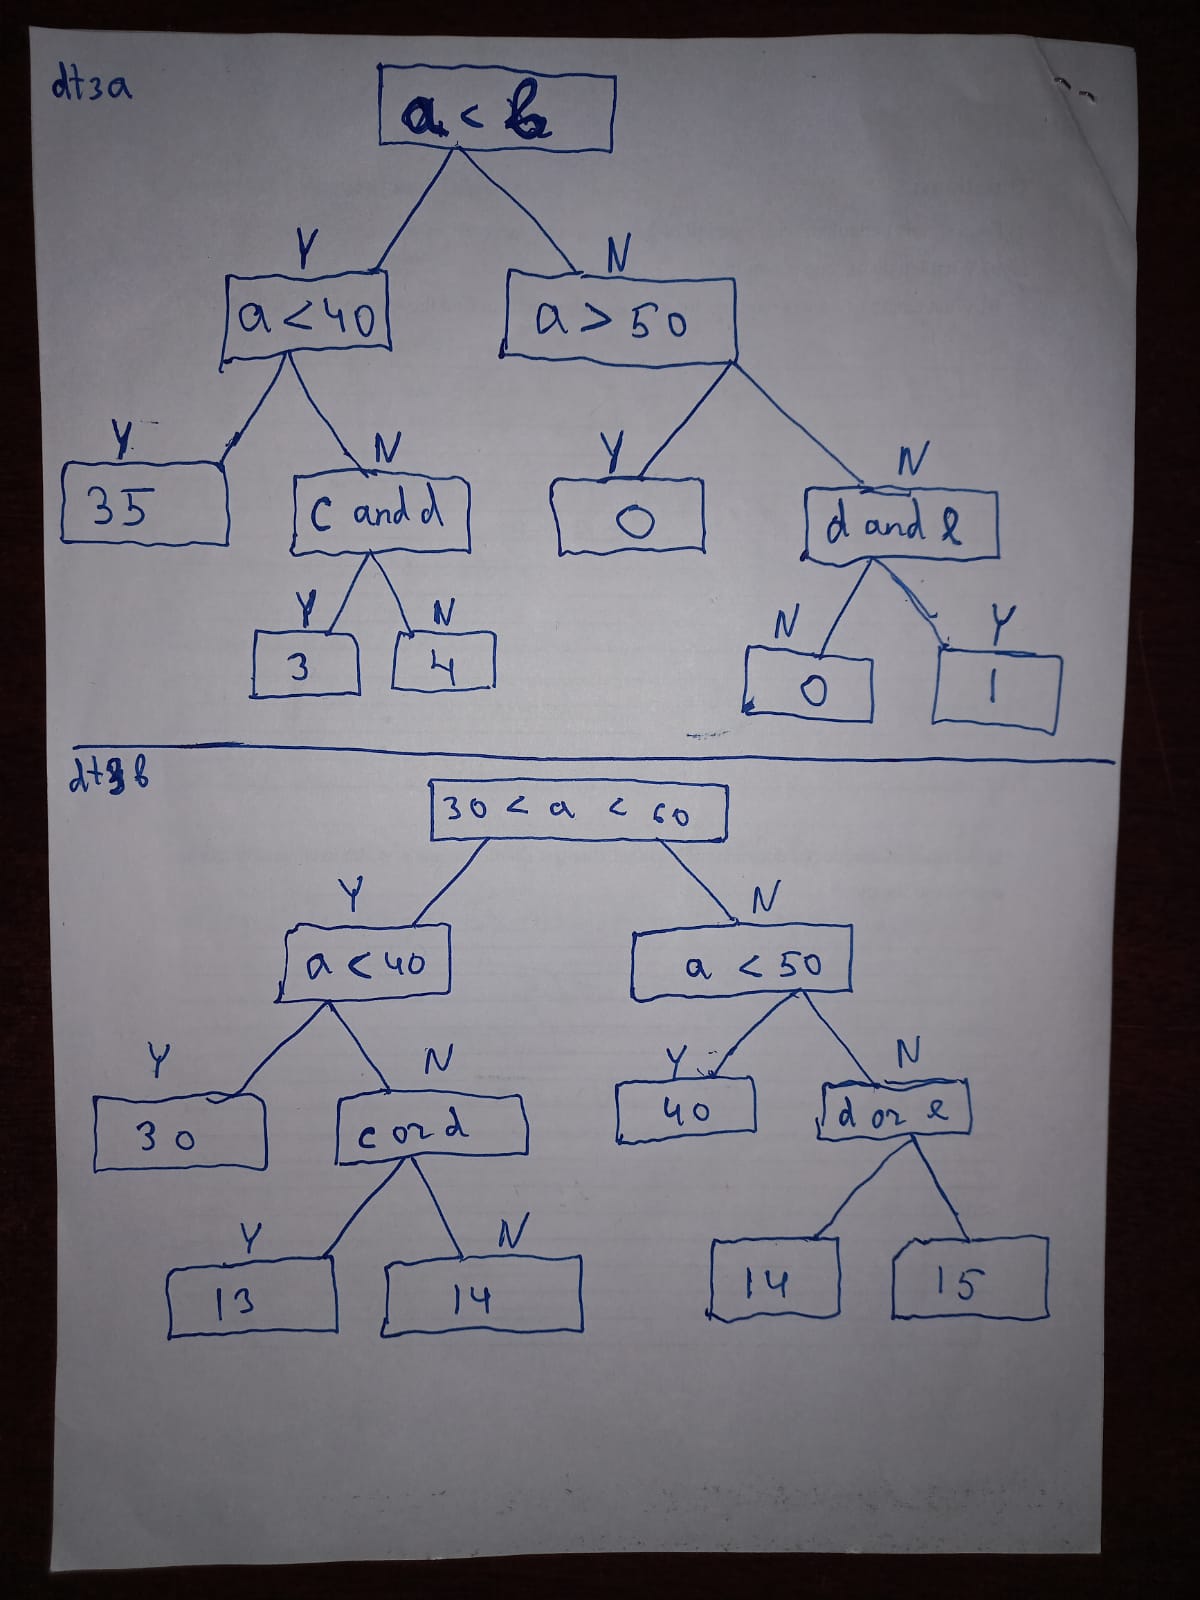 dt3a
a < b
Y N
a < 40 a > 50
Y N Y N
35 c and d 0 d and e
Y N N Y
3 4 0 1
dt3b
30 < a < 60
Y N
a < 40 a < 50
Y N Y N
30 c or d 40 d or e
Y N
13 14 14 15